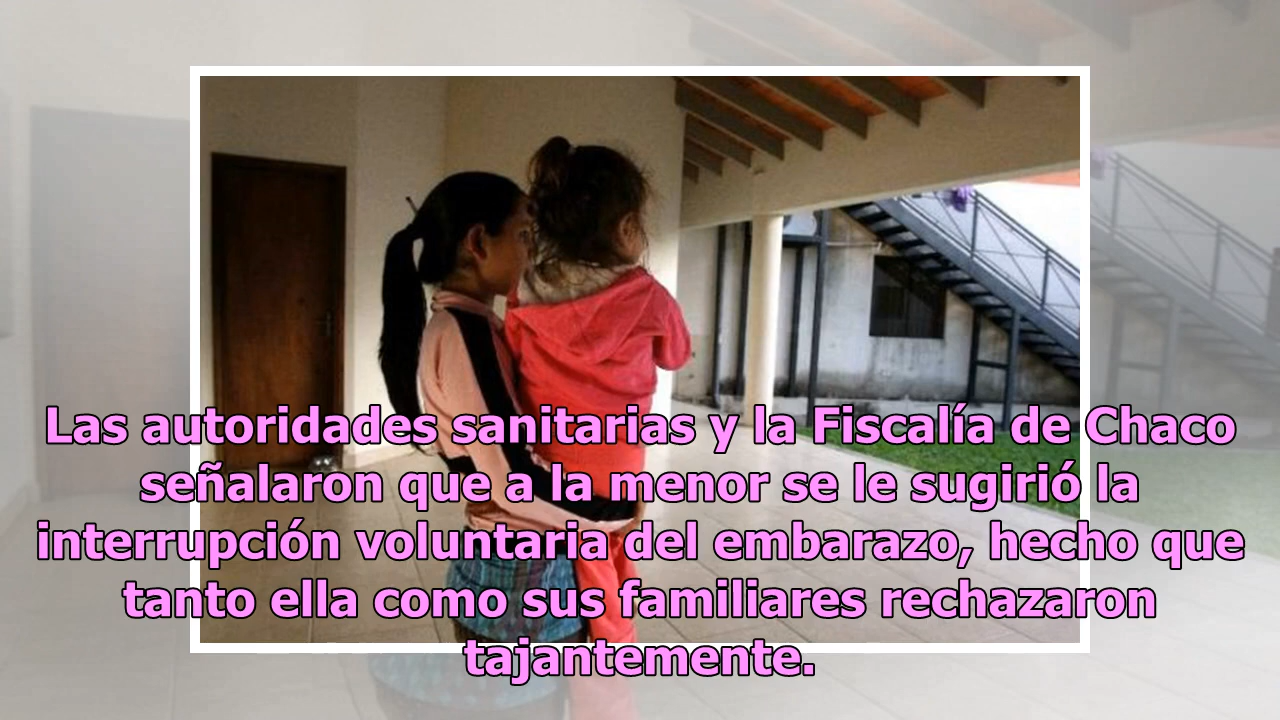 Las autoridades sanitarias y la Fiscalía de Chaco
señalaron que a la menor se le sugirió la
interrupción voluntaria del embarazo, hecho que
tanto ella como sus familiares rechazaron
tajantemente.